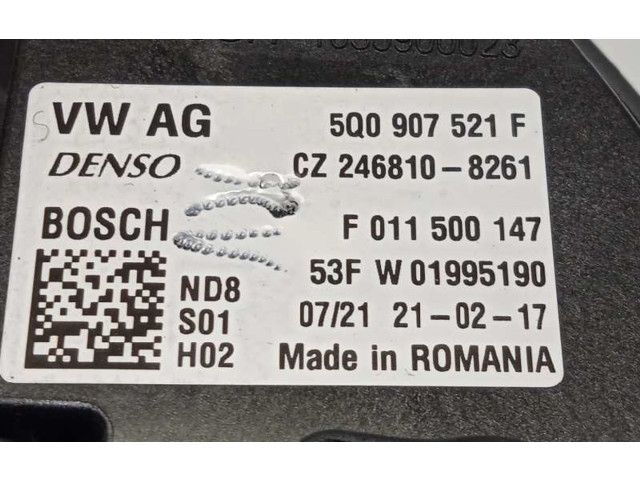 VW AG 5Q0 907 521 F
DENSO CZ 246810-8261
BOSCH F 011 500 147
53F W 01995190
ND8
S01 07/21 21-02-17
H02 Made in ROMANIA